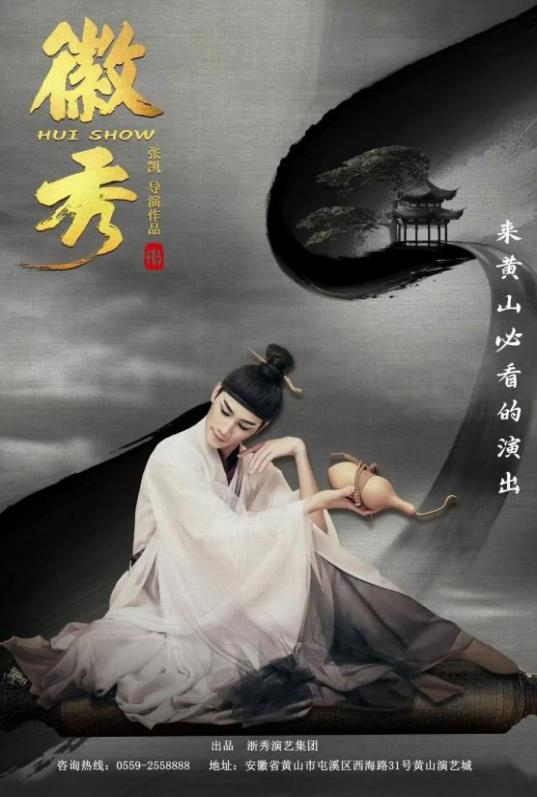 徽秀
HUI SHOW
张凯 导演作品
来黄山必看的演出
出品 浙秀演艺集团
咨询热线：0559-2558888 地址：安徽省黄山市屯溪区西海路31号黄山演艺城